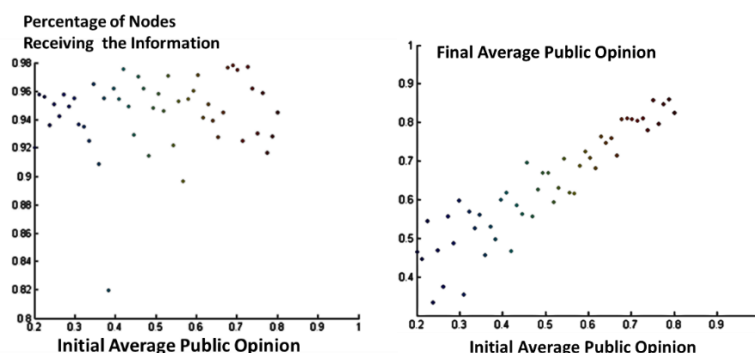 Percentage of Nodes
Receiving the Information
0.98
0.96
0.94
0.92
0.9
0.88
0.86
0.84
0.82
0.8
0.2 0.3 0.4 0.5 0.6 0.7 0.8 0.9 1
Initial Average Public Opinion
Final Average Public Opinion
1
0.9
0.8
0.7
0.6
0.5
0.4
0.2 0.3 0.4 0.5 0.6 0.7 0.8 0.9
Initial Average Public Opinion